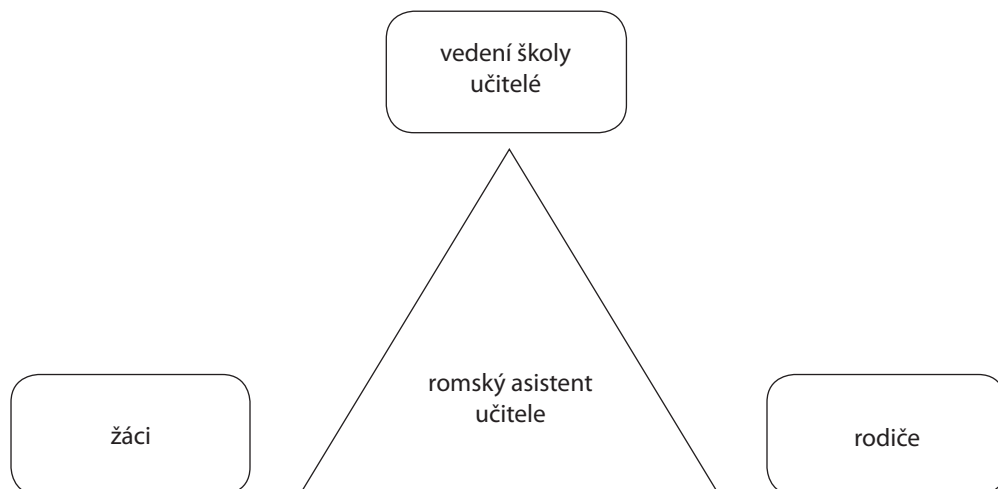 vedení školy
učitelé
romský asistent
učitele
žáci
rodiče